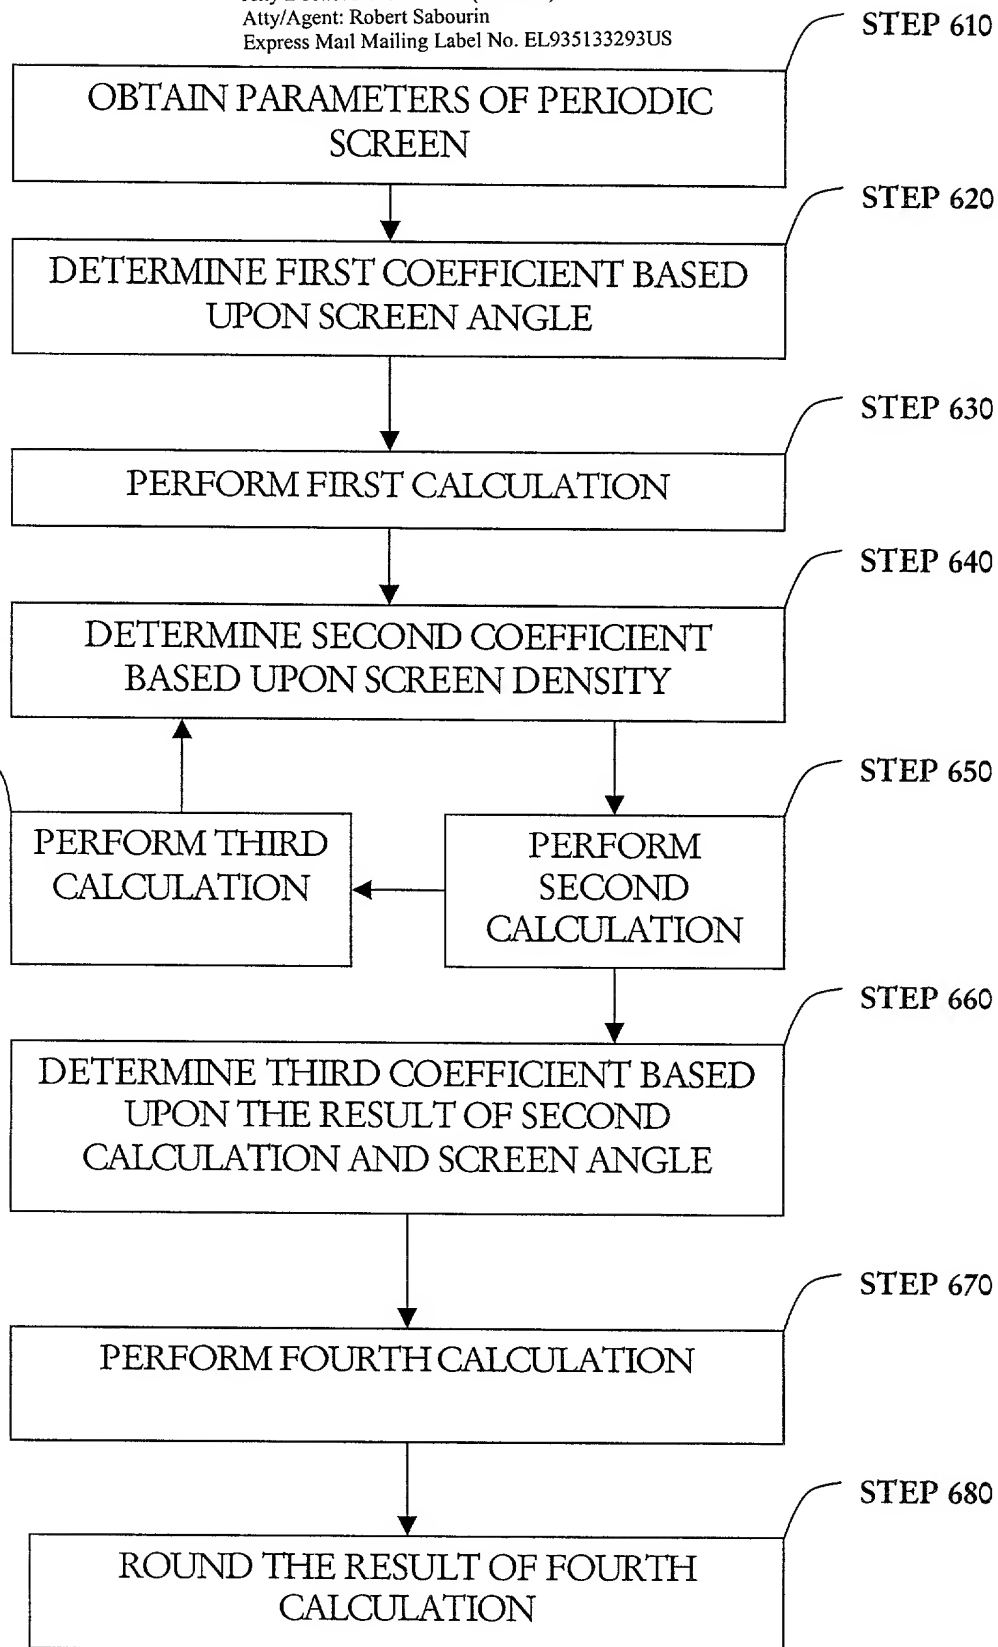 Atty/Agent: Robert Sabourin
Express Mail Mailing Label No. EL935133293US
STEP 610
OBTAIN PARAMETERS OF PERIODIC
SCREEN
STEP 620
DETERMINE FIRST COEFFICIENT BASED
UPON SCREEN ANGLE
STEP 630
PERFORM FIRST CALCULATION
STEP 640
DETERMINE SECOND COEFFICIENT
BASED UPON SCREEN DENSITY
STEP 650
PERFORM THIRD
CALCULATION
PERFORM
SECOND
CALCULATION
STEP 660
DETERMINE THIRD COEFFICIENT BASED
UPON THE RESULT OF SECOND
CALCULATION AND SCREEN ANGLE
STEP 670
PERFORM FOURTH CALCULATION
STEP 680
ROUND THE RESULT OF FOURTH
CALCULATION